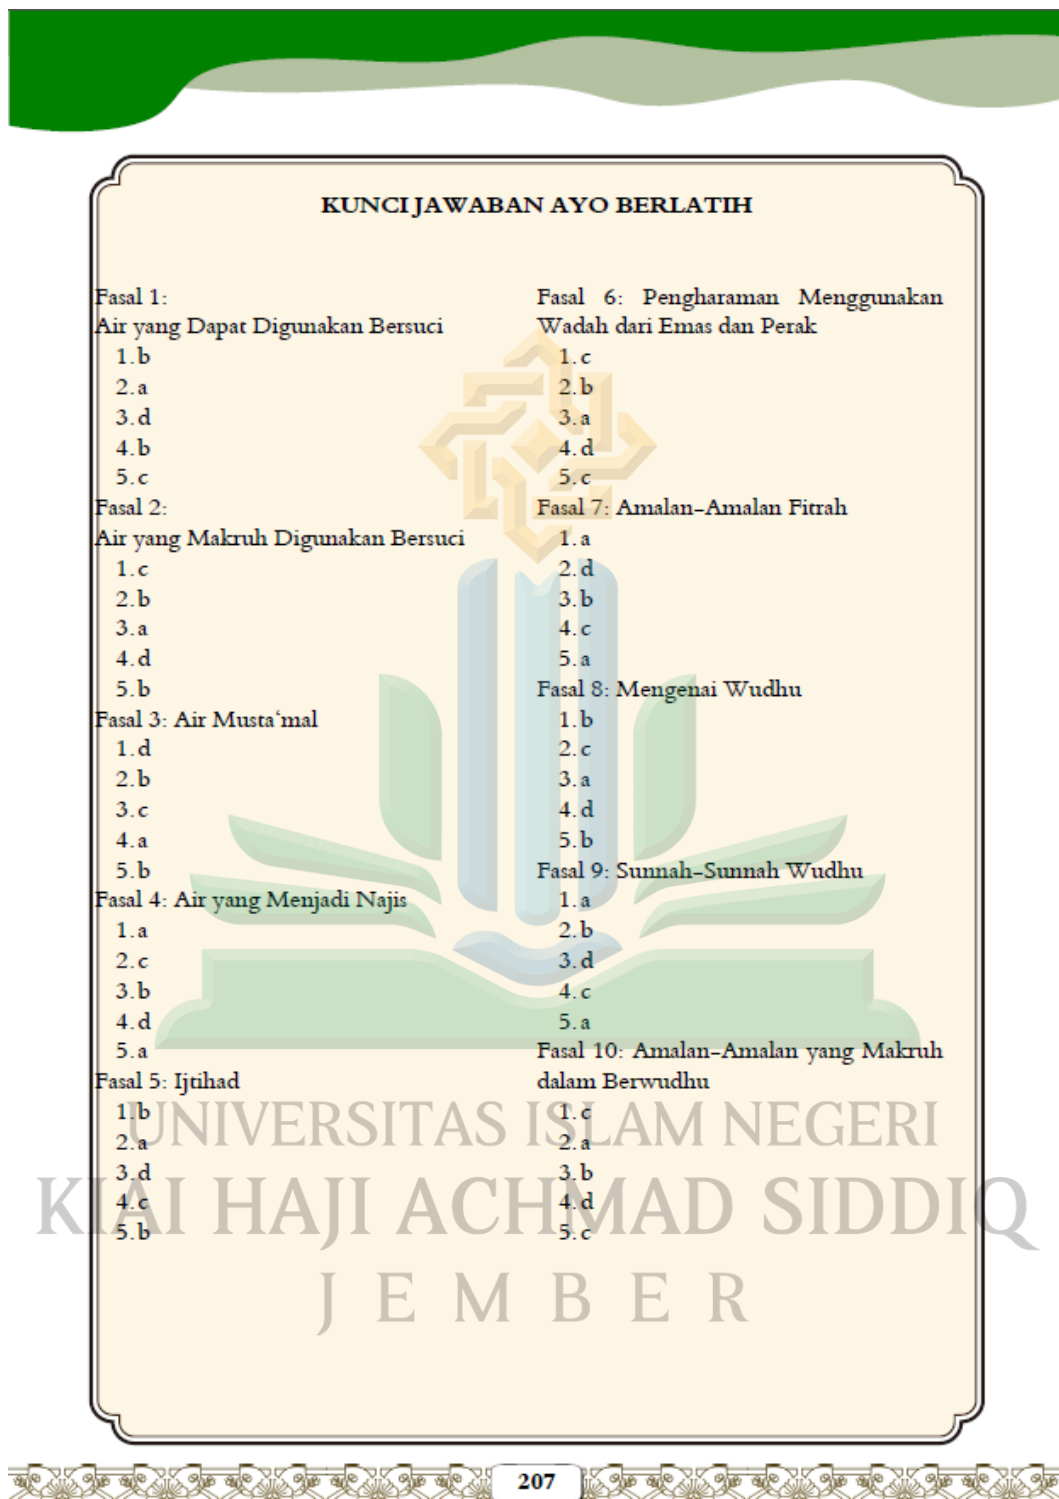 KUNCI JAWABAN AYO BERLATIH
Fasal 1:
Air yang Dapat Digunakan Bersuci
1. b
2. a
3. d
4. b
5. c
Fasal 2:
Air yang Makruh Digunakan Bersuci
1. c
2. b
3. a
4. d
5. b
Fasal 3: Air Musta‘mal
1. d
2. b
3. c
4. a
5. b
Fasal 4: Air yang Menjadi Najis
1. a
2. c
3. b
4. d
5. a
Fasal 5: Ijtihad
1. b
2. a
3. d
4. c
5. b
Fasal 6: Pengharaman Menggunakan
Wadah dari Emas dan Perak
1. c
2. b
3. a
4. d
5. c
Fasal 7: Amalan-Amalan Fitrah
1. a
2. d
3. b
4. c
5. a
Fasal 8: Mengenai Wudhu
1. b
2. c
3. a
4. d
5. b
Fasal 9: Sunnah-Sunnah Wudhu
1. a
2. b
3. d
4. c
5. a
Fasal 10: Amalan-Amalan yang Makruh
dalam Berwudhu
1. c
2. a
3. b
4. d
5. c
UNIVERSITAS ISLAM NEGERI
KIAI HAJI ACHMAD SIDDIQ
JEMBER
207